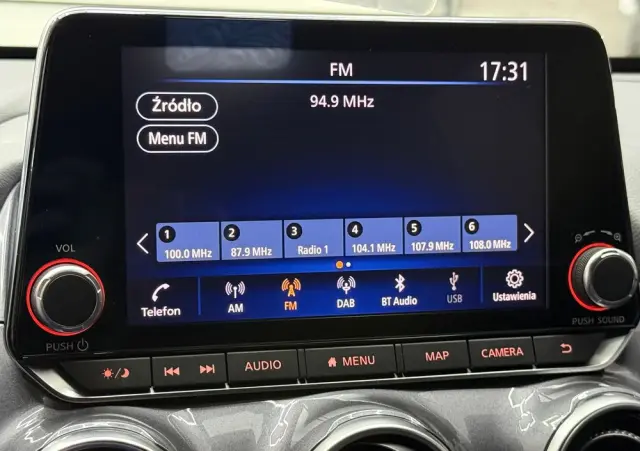 FM
17:31
Źródło
94.9 MHz
Menu FM
1 2 3 4 5 6
100.0 MHz 87.9 MHz Radio 1 104.1 MHz 107.9 MHz 108.0 MHz
Telefon AM FM DAB BT Audio USB Ustawienia
VOL
PUSH
PUSH SOUND
AUDIO MENU MAP CAMERA